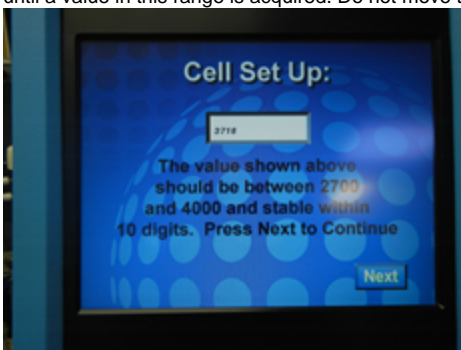 until a value in this range is acquired. Do not move t
Cell Set Up:
3718
The value shown above
should be between 2700
and 4000 and stable within
10 digits. Press Next to Continue
Next